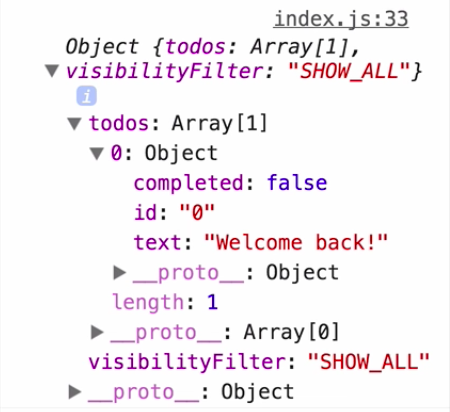 index.js:33
Object {todos: Array[1],
▼ visibilityFilter: "SHOW_ALL"}
i
▼ todos: Array[1]
▼ 0: Object
completed: false
id: "0"
text: "Welcome back!"
▶ __proto__: Object
length: 1
▶ __proto__: Array[0]
visibilityFilter: "SHOW_ALL"
▶ __proto__: Object